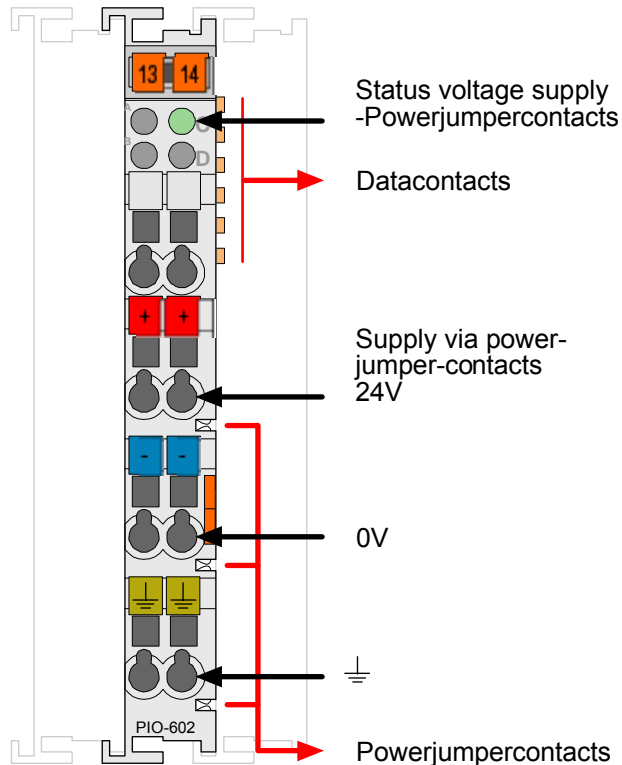 13 14
A
C
B
D
Status voltage supply
-Powerjumpercontacts
Datacontacts
+ +
Supply via power-
jumper-contacts
24V
- -
0V
PIO-602
Powerjumpercontacts